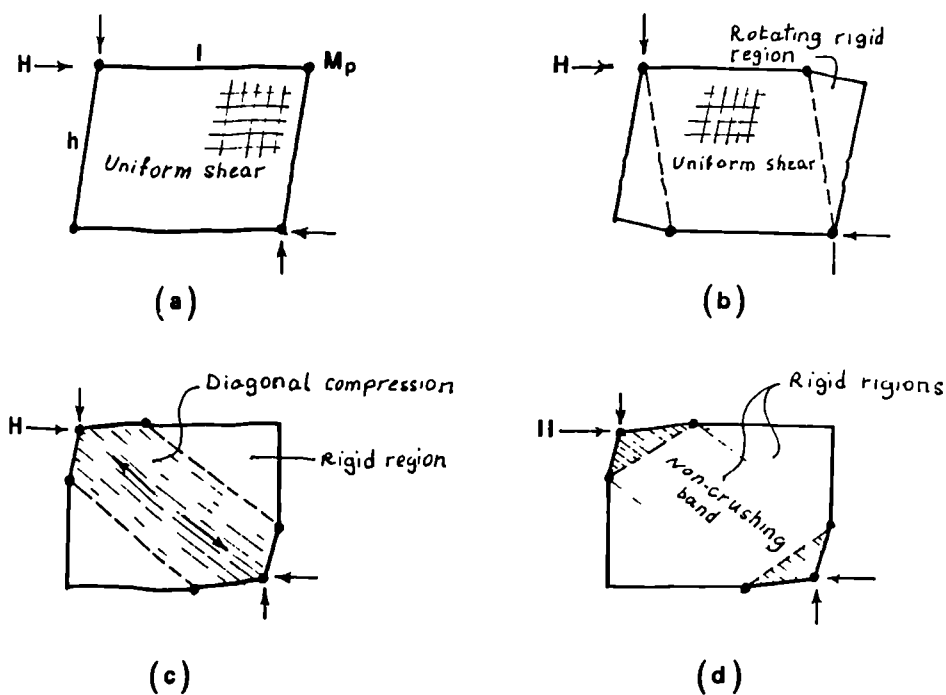 H
l
Mp
h
Uniform shear
(a)
H
Rotating rigid
region
Uniform shear
(b)
Diagonal compression
H
Rigid region
(c)
Rigid rigions
H
Non-crushing
band
(d)